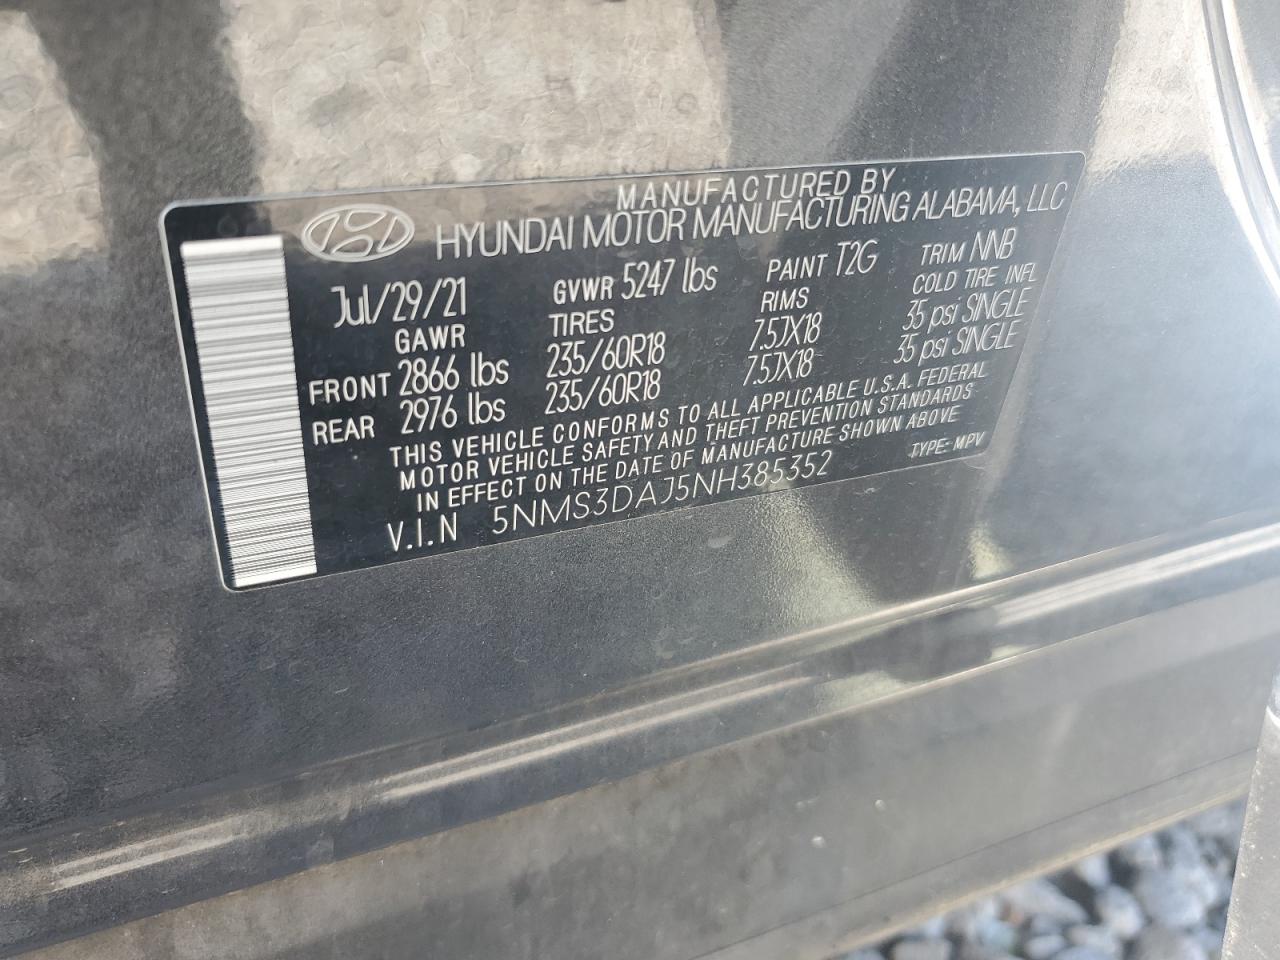 MANUFACTURED BY
HYUNDAI MOTOR MANUFACTURING ALABAMA, LLC
Jul/29/21 GVWR 5247 lbs PAINT T2G TRIM NNB
GAWR TIRES RIMS COLD TIRE INFL
FRONT 2866 lbs 235/60R18 7.5JX18 35 psi SINGLE
REAR 2976 lbs 235/60R18 7.5JX18 35 psi SINGLE
THIS VEHICLE CONFORMS TO ALL APPLICABLE U.S.A. FEDERAL
MOTOR VEHICLE SAFETY AND THEFT PREVENTION STANDARDS
IN EFFECT ON THE DATE OF MANUFACTURE SHOWN ABOVE
V.I.N 5NMS3DAJ5NH385352 TYPE: MPV